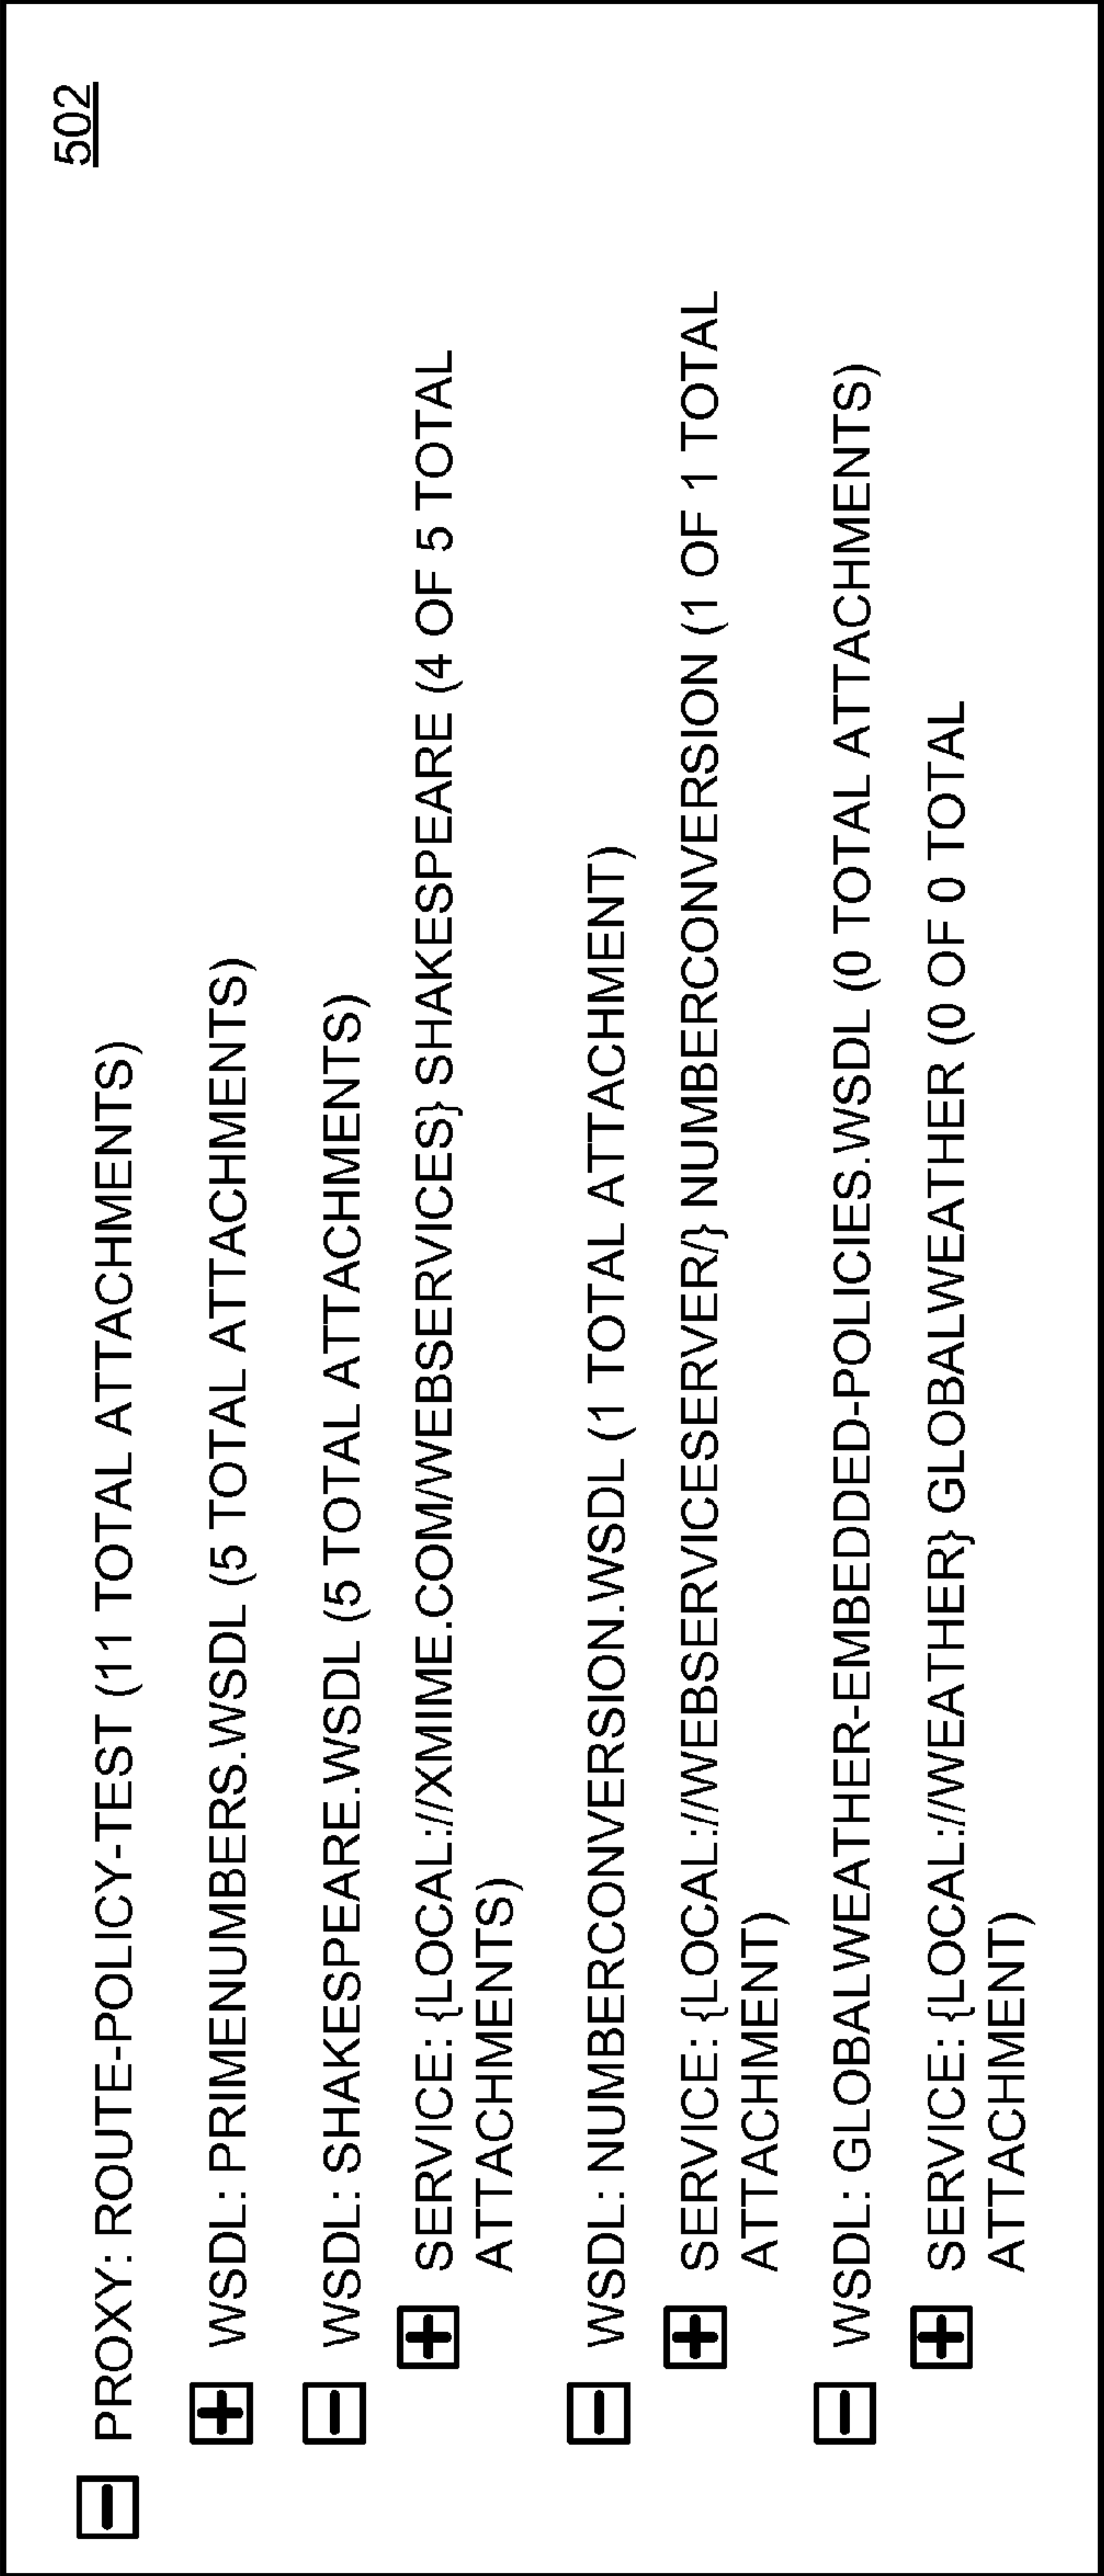 502
PROXY: ROUTE-POLICY-TEST (11 TOTAL ATTACHMENTS)
WSDL: PRIMENUMBERS.WSDL (5 TOTAL ATTACHMENTS)
WSDL: SHAKESPEARE.WSDL (5 TOTAL ATTACHMENTS)
SERVICE: {LOCAL://XMIME.COM/WEBSERVICES} SHAKESPEARE (4 OF 5 TOTAL
ATTACHMENTS)
WSDL: NUMBERCONVERSION.WSDL (1 TOTAL ATTACHMENT)
SERVICE: {LOCAL://WEBSERVICESERVER/} NUMBERCONVERSION (1 OF 1 TOTAL
ATTACHMENT)
WSDL: GLOBALWEATHER-EMBEDDED-POLICIES.WSDL (0 TOTAL ATTACHMENTS)
SERVICE: {LOCAL://WEATHER} GLOBALWEATHER (0 OF 0 TOTAL
ATTACHMENT)